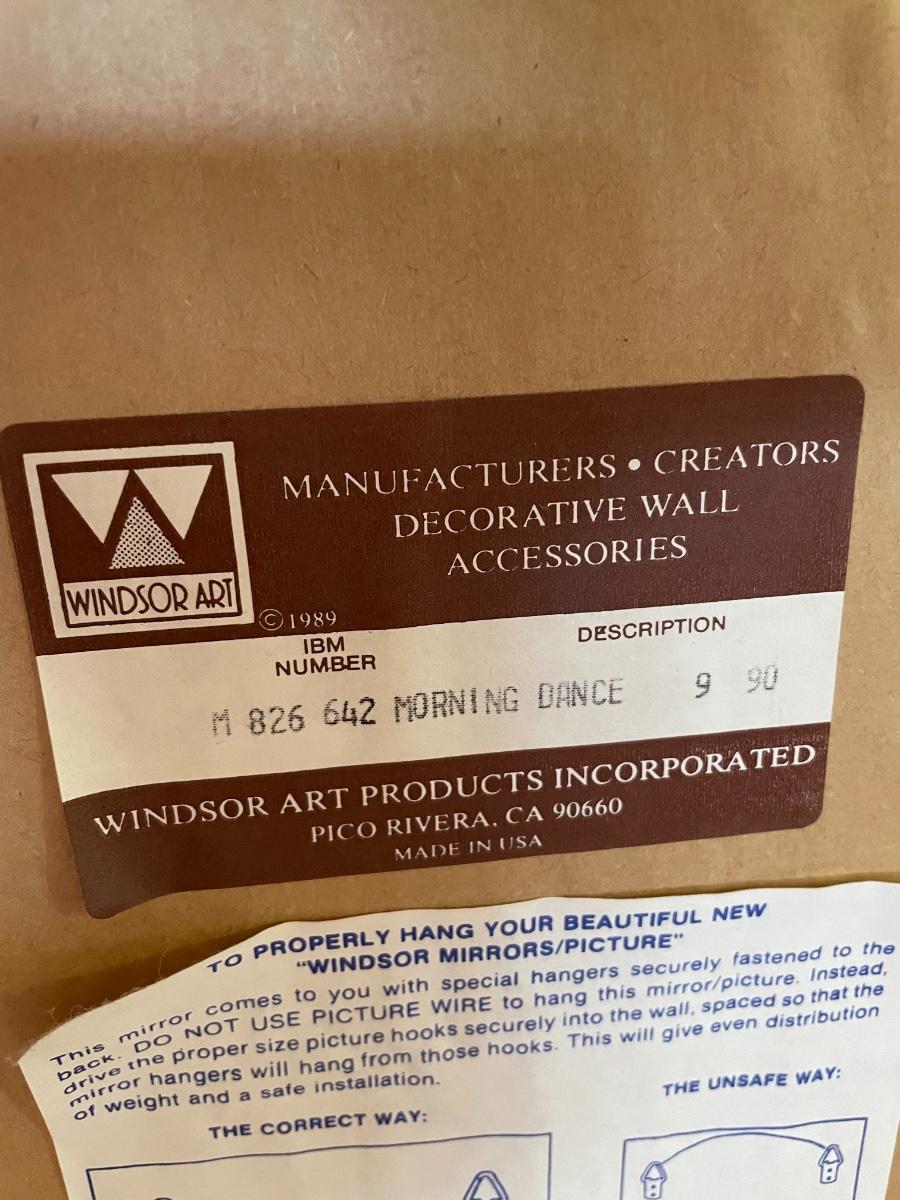 MANUFACTURERS • CREATORS
DECORATIVE WALL
ACCESSORIES
WINDSOR ART
© 1989
IBM
NUMBER
DESCRIPTION
M 826 642 MORNING DANCE 9 90
WINDSOR ART PRODUCTS INCORPORATED
PICO RIVERA, CA 90660
MADE IN USA
TO PROPERLY HANG YOUR BEAUTIFUL NEW
"WINDSOR MIRRORS/PICTURE"
This mirror comes to you with special hangers securely fastened to the
back. DO NOT USE PICTURE WIRE to hang this mirror/picture. Instead,
drive the proper size picture hooks securely into the wall, spaced so that the
mirror hangers will hang from those hooks. This will give even distribution
of weight and a safe installation.
THE CORRECT WAY:
THE UNSAFE WAY: